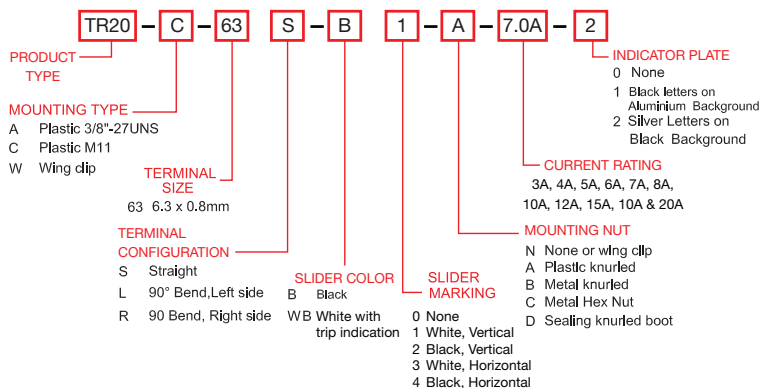 TR20 – C – 63 S – B 1 – A – 7.0A – 2
PRODUCT
TYPE
MOUNTING TYPE
A Plastic 3/8"-27UNS
C Plastic M11
W Wing clip
TERMINAL
SIZE
63 6.3 x 0.8mm
TERMINAL
CONFIGURATION
S Straight
L 90° Bend,Left side
R 90 Bend, Right side
SLIDER COLOR
B Black
WB White with
trip indication
SLIDER
MARKING
0 None
1 White, Vertical
2 Black, Vertical
3 White, Horizontal
4 Black, Horizontal
MOUNTING NUT
N None or wing clip
A Plastic knurled
B Metal knurled
C Metal Hex Nut
D Sealing knurled boot
CURRENT RATING
3A, 4A, 5A, 6A, 7A, 8A,
10A, 12A, 15A, 10A & 20A
INDICATOR PLATE
0 None
1 Black letters on
Aluminium Background
2 Silver Letters on
Black Background